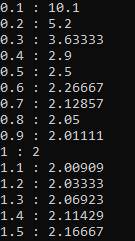 0.1 : 10.1
0.2 : 5.2
0.3 : 3.63333
0.4 : 2.9
0.5 : 2.5
0.6 : 2.26667
0.7 : 2.12857
0.8 : 2.05
0.9 : 2.01111
1 : 2
1.1 : 2.00909
1.2 : 2.03333
1.3 : 2.06923
1.4 : 2.11429
1.5 : 2.16667